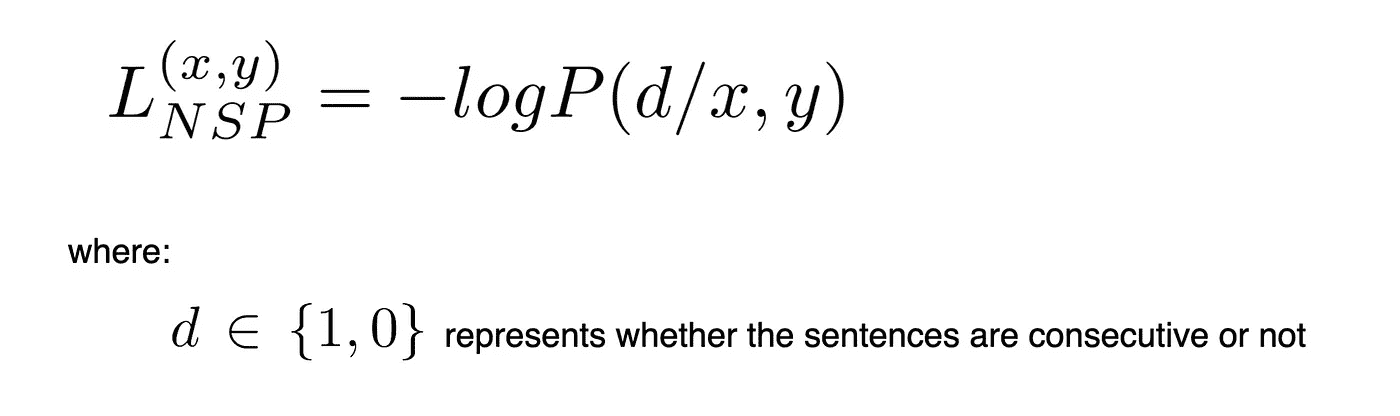 L_{NSP}^{(x,y)} = −logP(d/x, y)
where:
d ∈ {1, 0} represents whether the sentences are consecutive or not